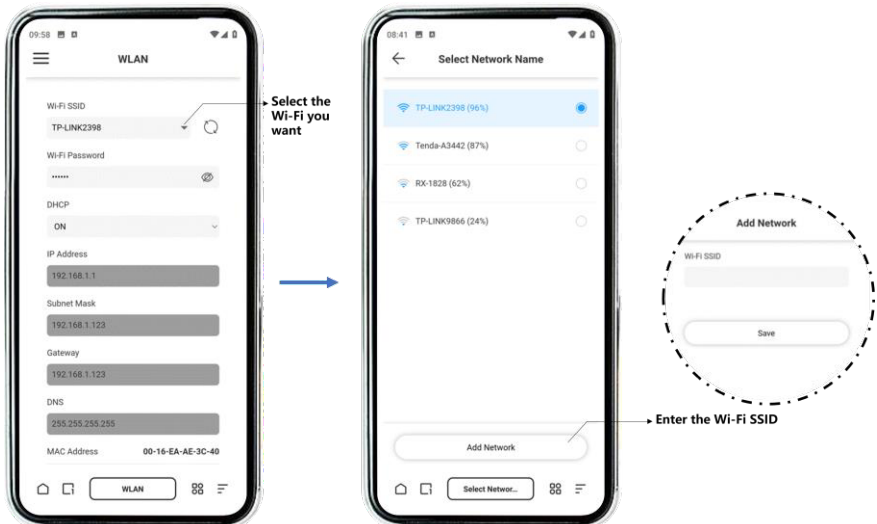 09:58
WLAN
Wi-Fi SSID
TP-LINK2398
Wi-Fi Password
······
DHCP
ON
IP Address
192.168.1.1
Subnet Mask
192.168.1.123
Gateway
192.168.1.123
DNS
255.255.255.255
MAC Address 00-16-EA-AE-3C-40
WLAN
Select the
Wi-Fi you
want
08:41
Select Network Name
TP-LINK2398 (96%)
Tenda-A3442 (87%)
RX-1828 (62%)
TP-LINK9866 (24%)
Add Network
Select Networ...
Enter the Wi-Fi SSID
Add Network
Wi-Fi SSID
Save